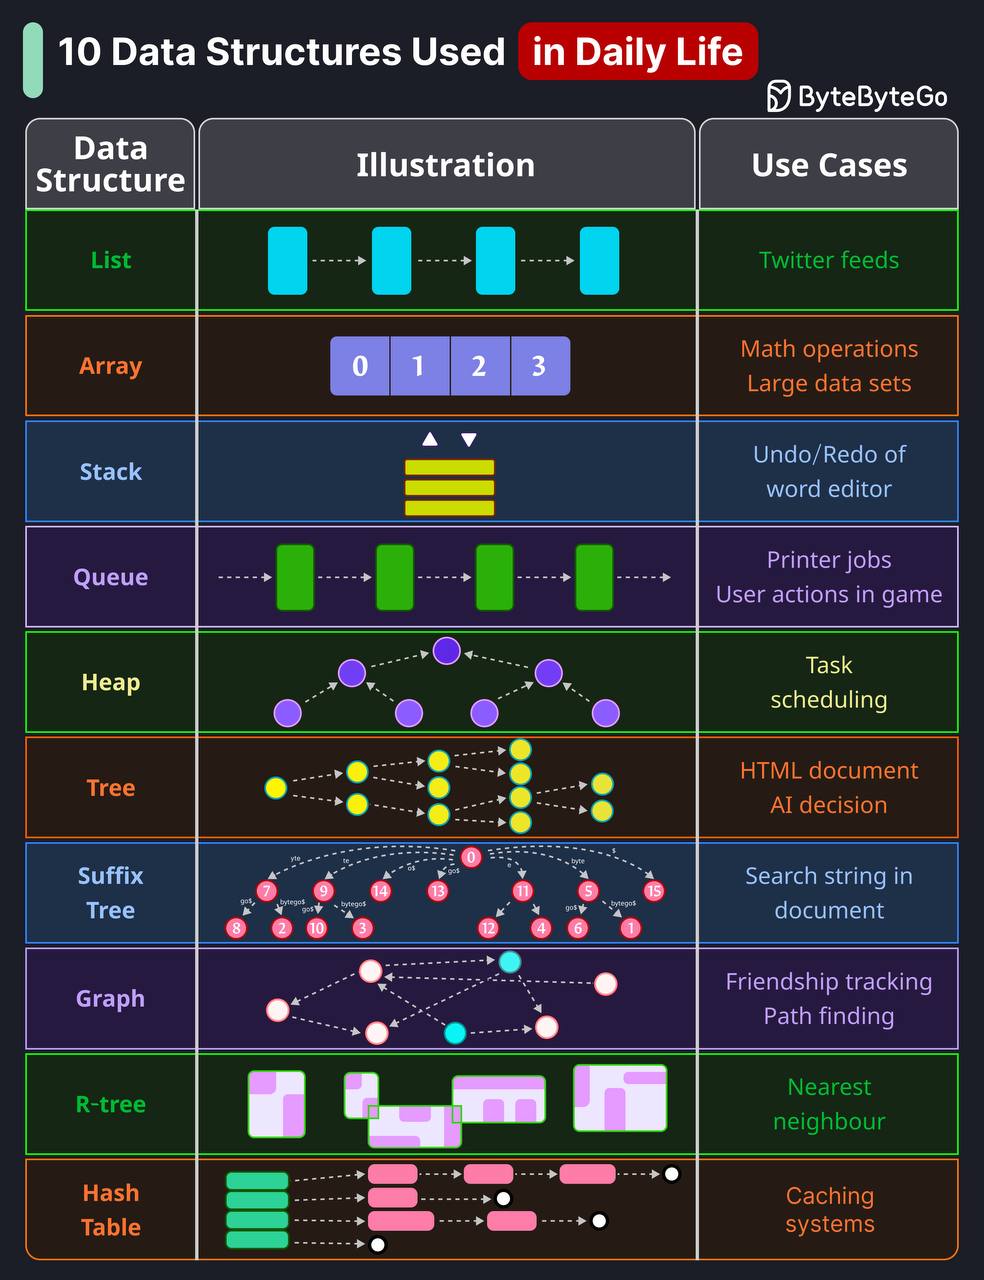 10 Data Structures Used in Daily Life
ByteByteGo
Data
Structure
Illustration
Use Cases
List
Twitter feeds
Array
0 1 2 3
Math operations
Large data sets
Stack
Undo/Redo of
word editor
Queue
Printer jobs
User actions in game
Heap
Task
scheduling
Tree
HTML document
AI decision
Suffix
Tree
0
yte
te
o$
go$
e
byte
$
7 9 14 13 11 5 15
go$
bytego$
go$
bytego$
go$
bytego$
8 2 10 3 12 4 6 1
Search string in
document
Graph
Friendship tracking
Path finding
R-tree
Nearest
neighbour
Hash
Table
Caching
systems